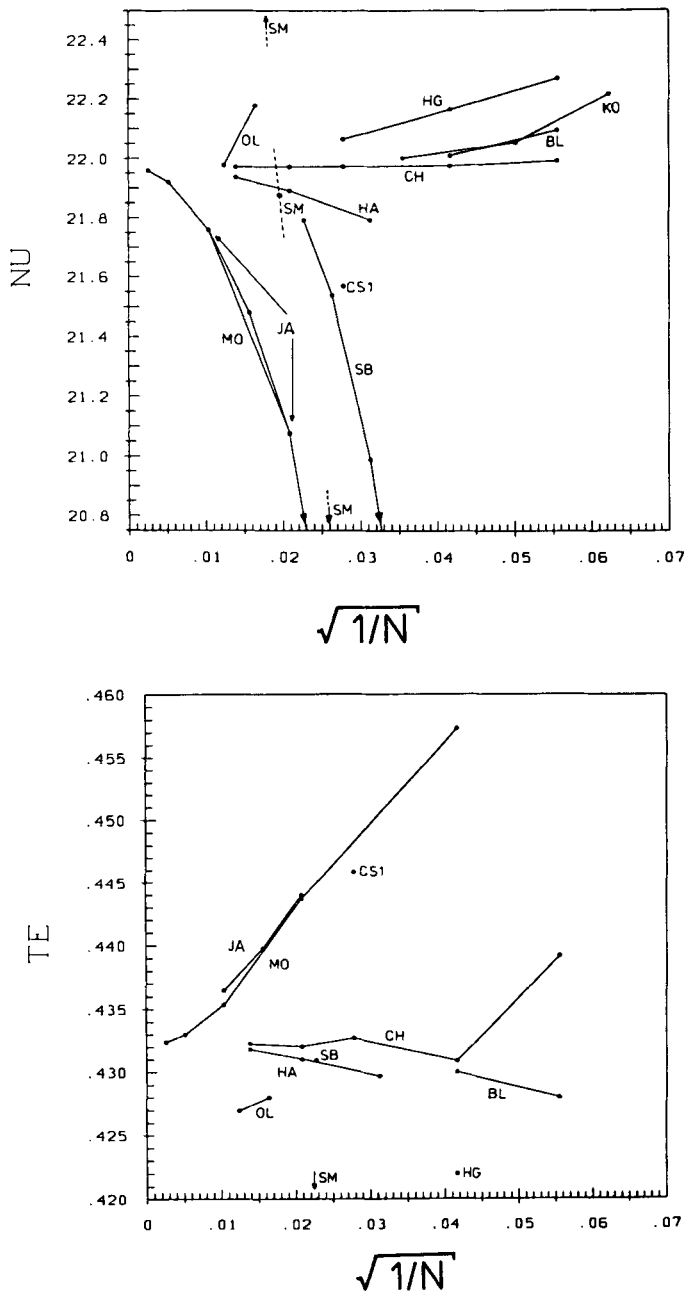 22.4
22.2
22.0
21.8
21.6
21.4
21.2
21.0
20.8
NU
SM
OL
HG
KO
BL
CH
SM
HA
CS1
JA
MO
SB
SM
0 .01 .02 .03 .04 .05 .06 .07
√1/N
.460
.455
.450
.445
.440
.435
.430
.425
.420
TE
CS1
JA
MO
CH
SB
HA
BL
OL
SM
HG
0 .01 .02 .03 .04 .05 .06 .07
√1/N